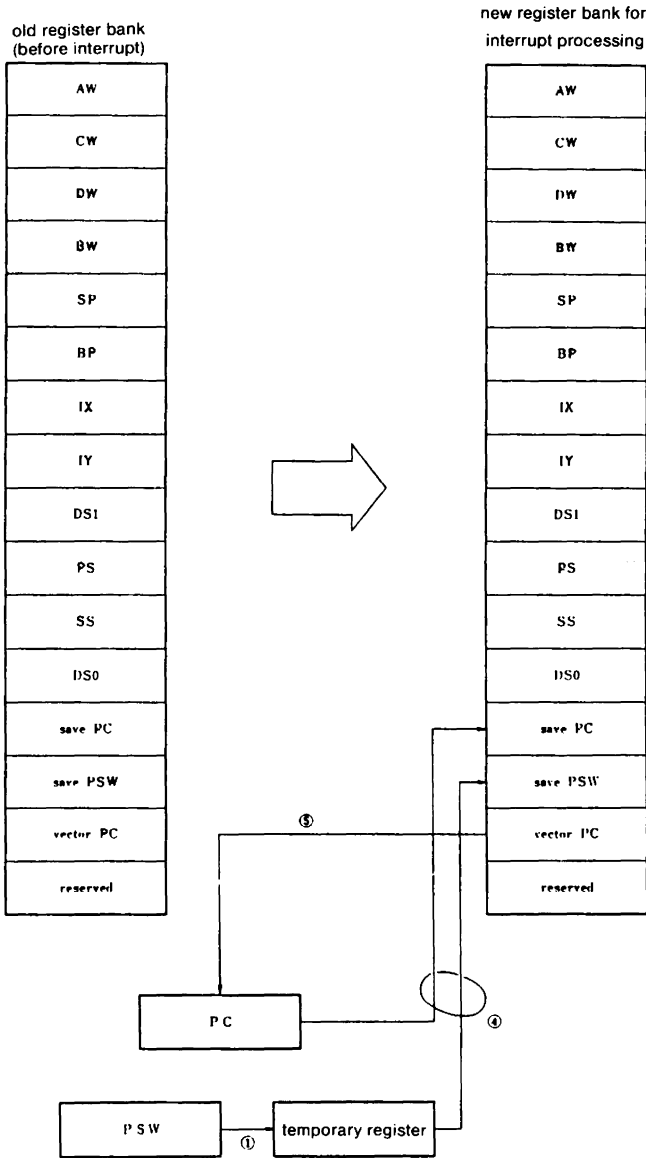 old register bank
(before interrupt)
AW
CW
DW
BW
SP
BP
IX
IY
DS1
PS
SS
DS0
save PC
save PSW
vector PC
reserved
new register bank for
interrupt processing
AW
CW
DW
BW
SP
BP
IX
IY
DS1
PS
SS
DS0
save PC
save PSW
vector PC
reserved
⑤
PC
④
PSW
①
temporary register